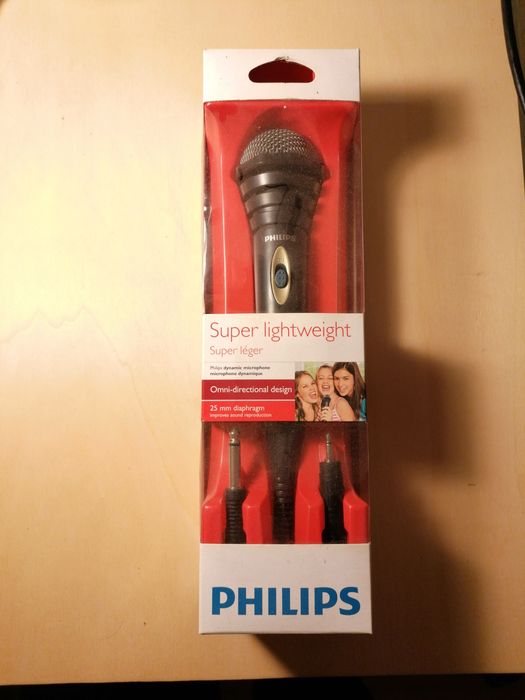 PHILIPS
Super lightweight
Super léger
Philips dynamic microphone
microphone dynamique
Omni-directional design
25 mm diaphragm
improves sound reproduction
PHILIPS